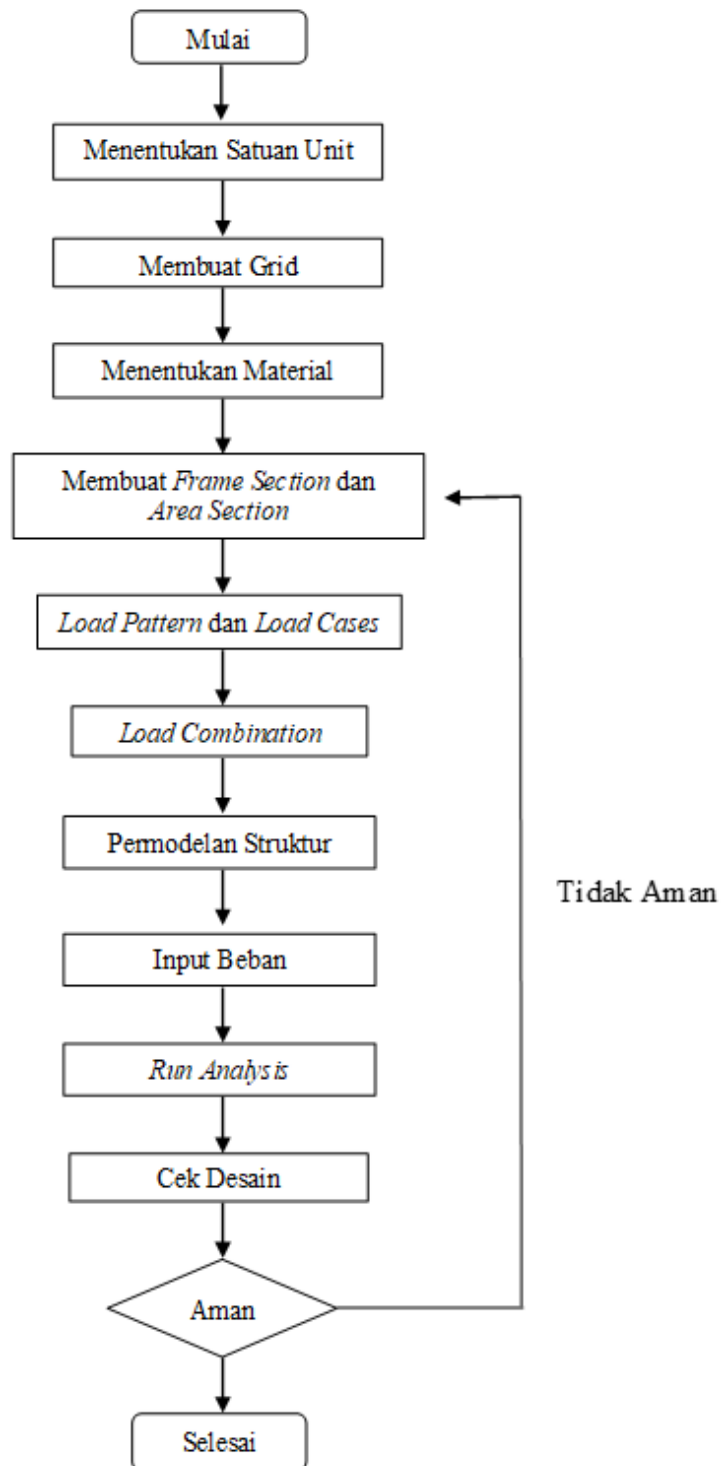 Mulai
Menentukan Satuan Unit
Membuat Grid
Menentukan Material
Membuat Frame Section dan
Area Section
Load Pattern dan Load Cases
Load Combination
Permodelan Struktur
Tidak Aman
Input Beban
Run Analysis
Cek Desain
Aman
Selesai